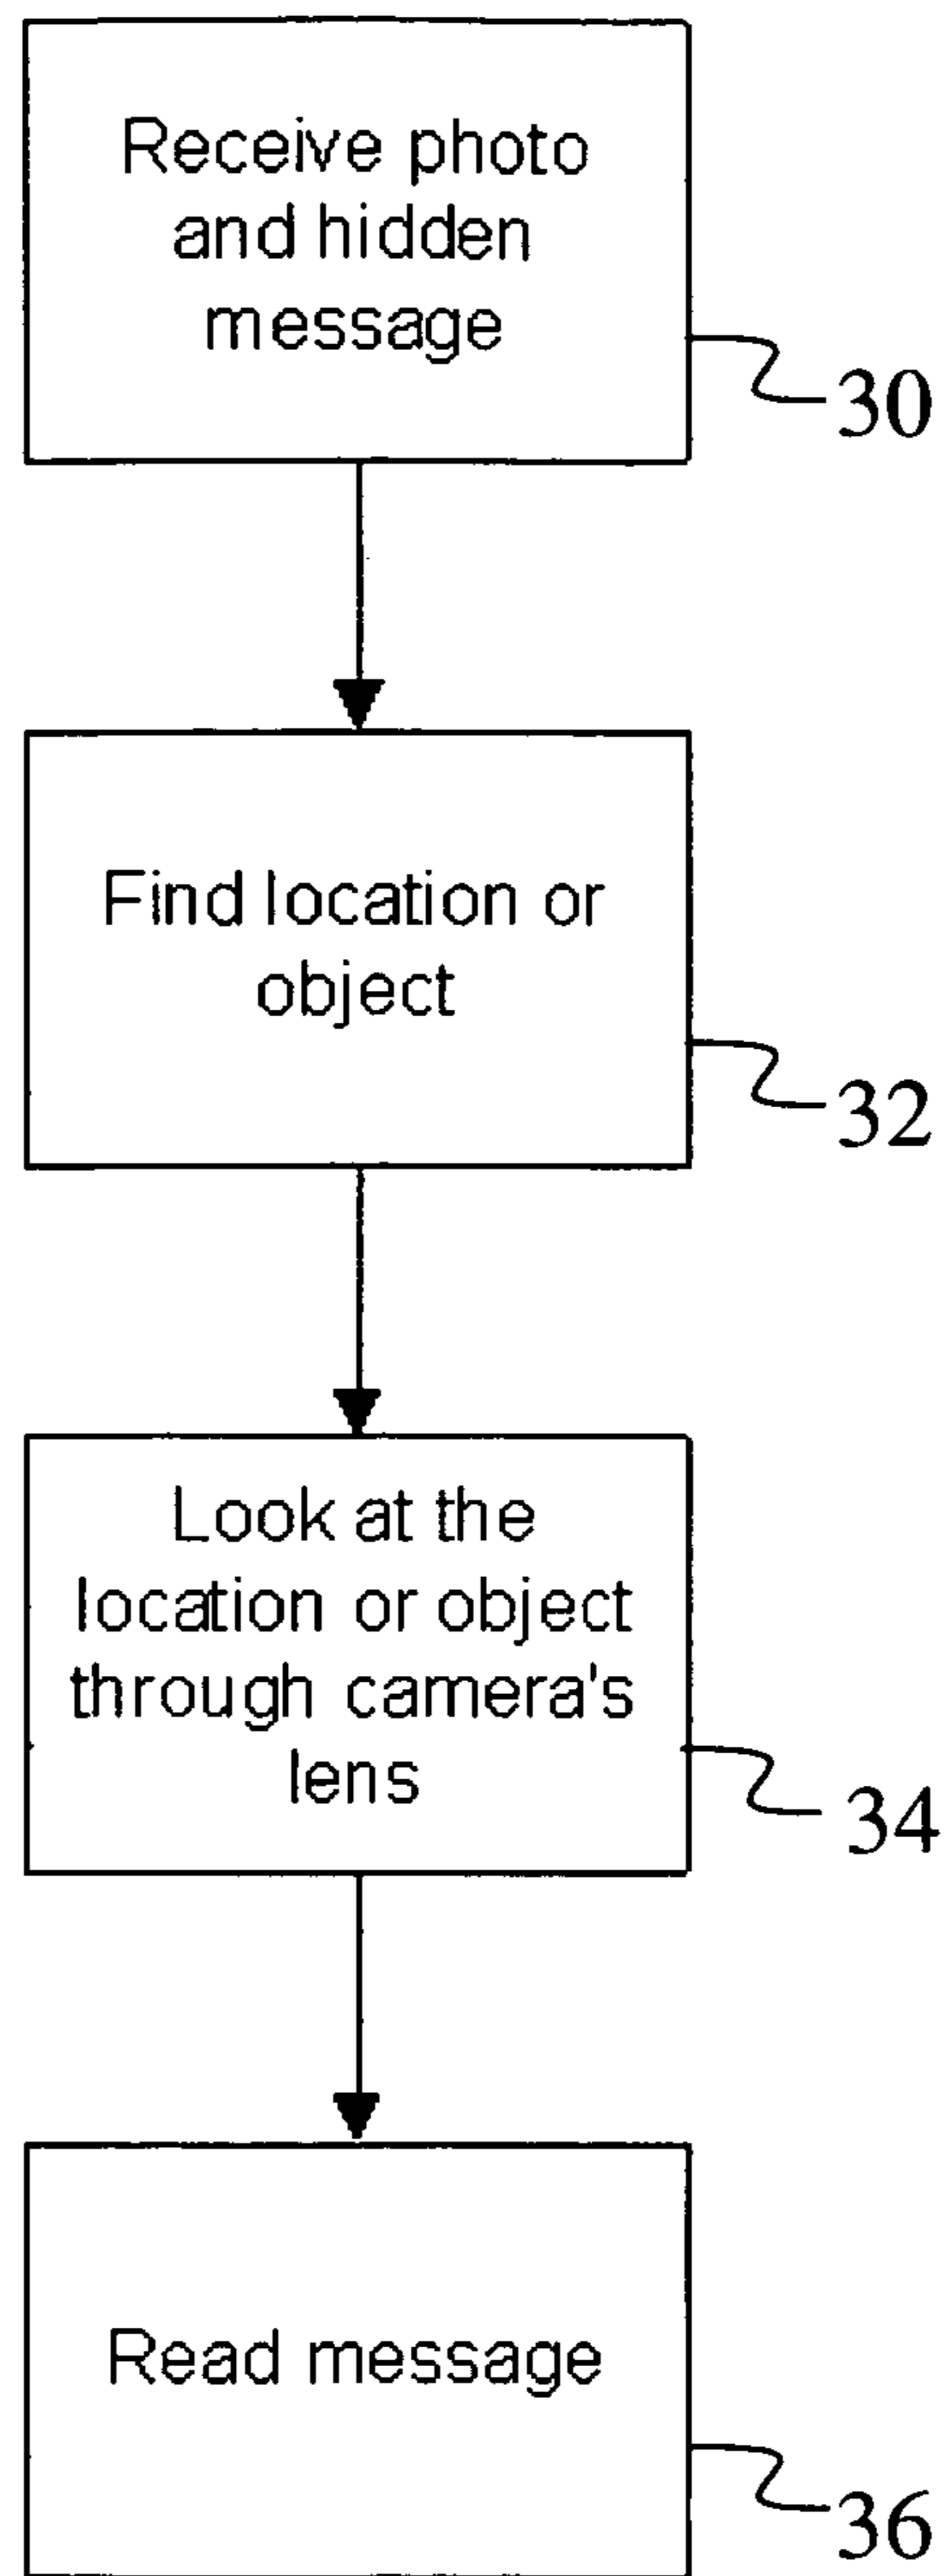 Receive photo
and hidden
message
30
Find location or
object
32
Look at the
location or object
through camera's
lens
34
Read message
36